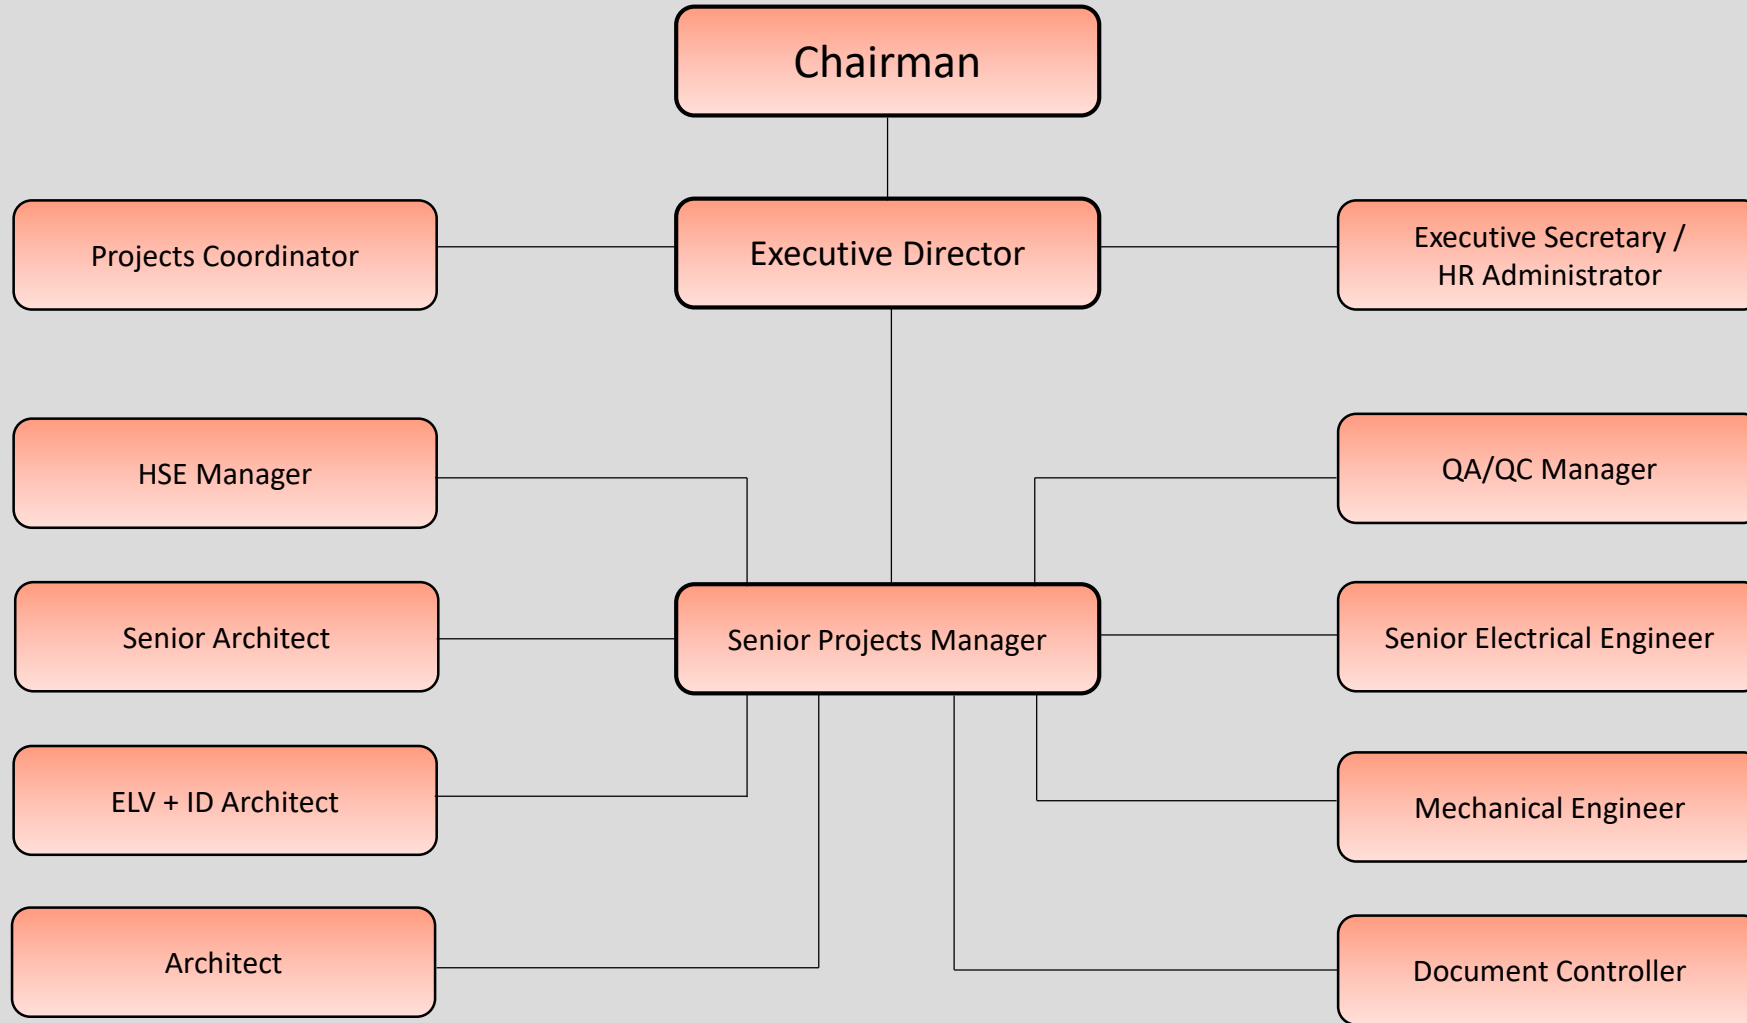 Chairman
Projects Coordinator
Executive Director
Executive Secretary /
HR Administrator
HSE Manager
QA/QC Manager
Senior Architect
Senior Projects Manager
Senior Electrical Engineer
ELV + ID Architect
Mechanical Engineer
Architect
Document Controller